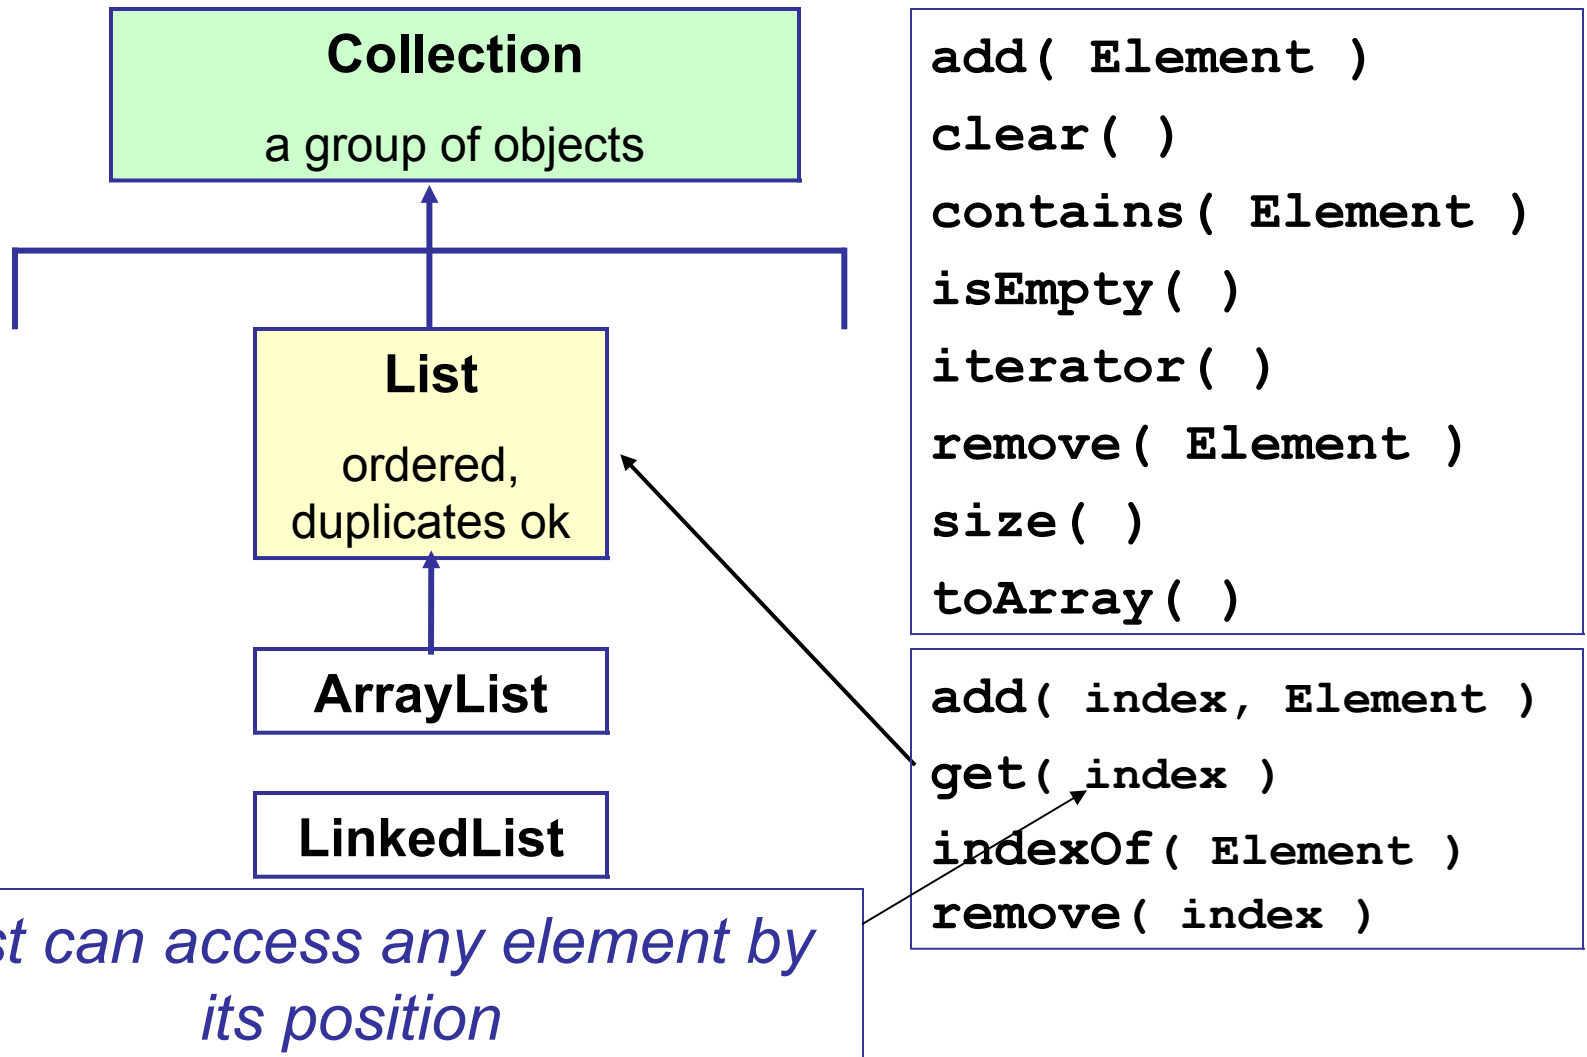 Collection
a group of objects
List
ordered,
duplicates ok
ArrayList
LinkedList
can access any element by
its position
add( Element )
clear( )
contains( Element )
isEmpty( )
iterator( )
remove( Element )
size( )
toArray( )
add( index, Element )
get( index )
indexOf( Element )
remove( index )